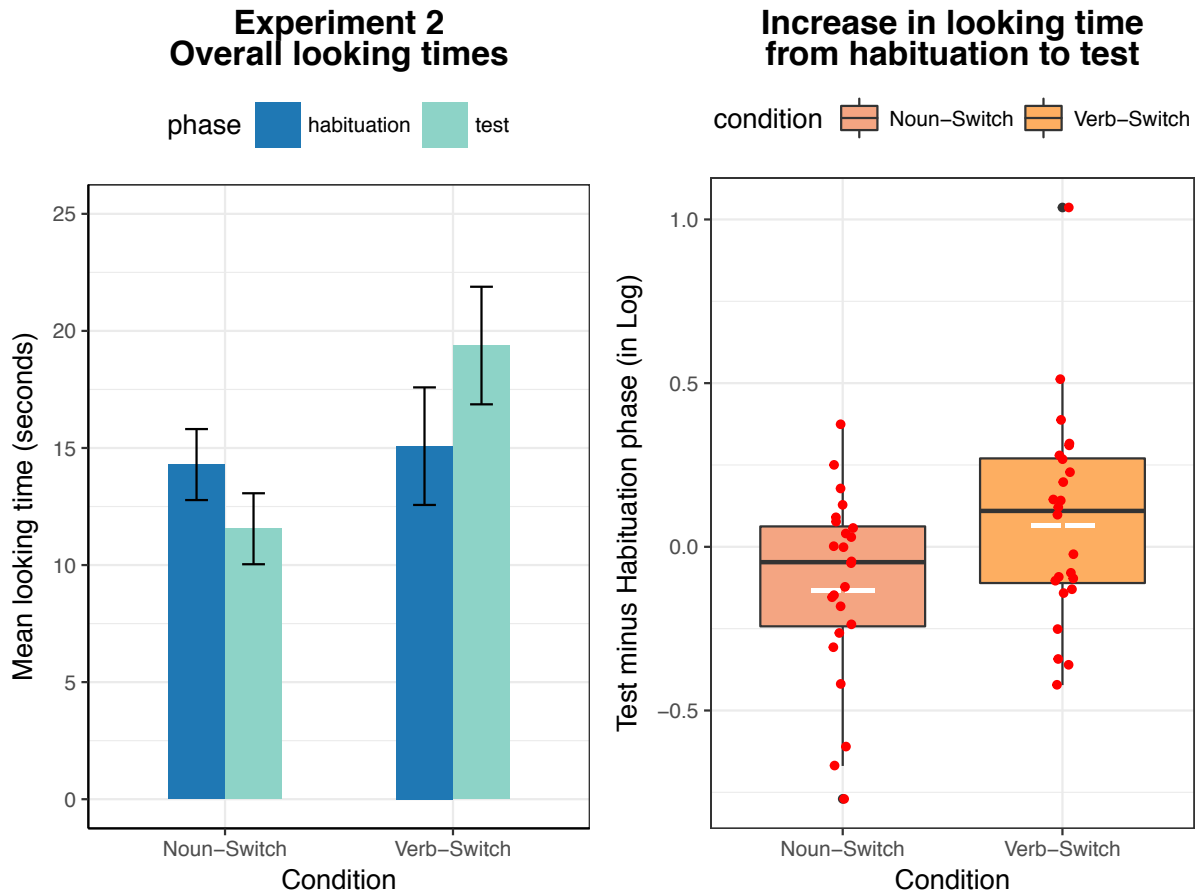 Experiment 2
Overall looking times
phase habituation test
Mean looking time (seconds)
25
20
15
10
5
0
Noun−Switch Verb−Switch
Condition
Increase in looking time
from habituation to test
condition Noun−Switch Verb−Switch
Test minus Habituation phase (in Log)
1.0
0.5
0.0
−0.5
Noun−Switch Verb−Switch
Condition